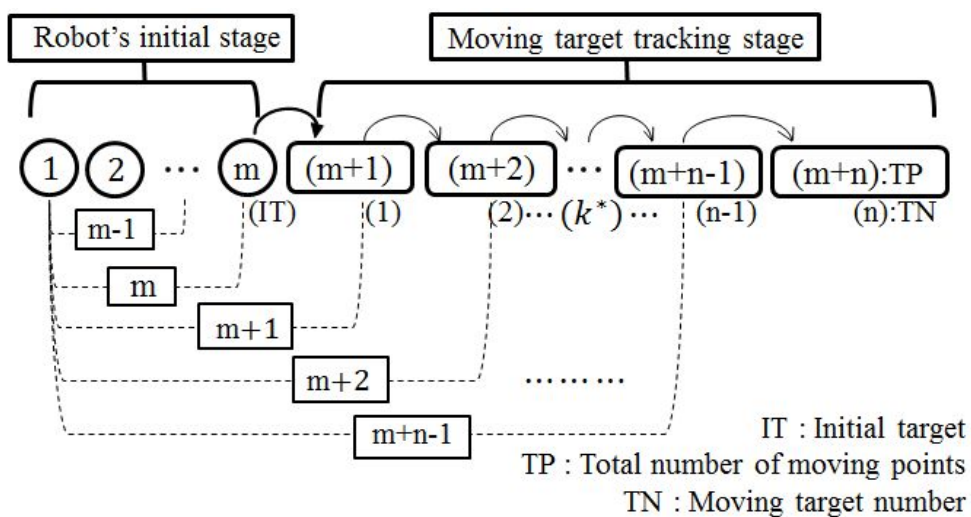 Robot's initial stage
Moving target tracking stage
1 2 ... m (m+1) (m+2) ... (m+n-1) (m+n):TP
(IT) (1) (2)...(k*)... (n-1) (n):TN
m-1
m
m+1
m+2 .........
m+n-1
IT : Initial target
TP : Total number of moving points
TN : Moving target number